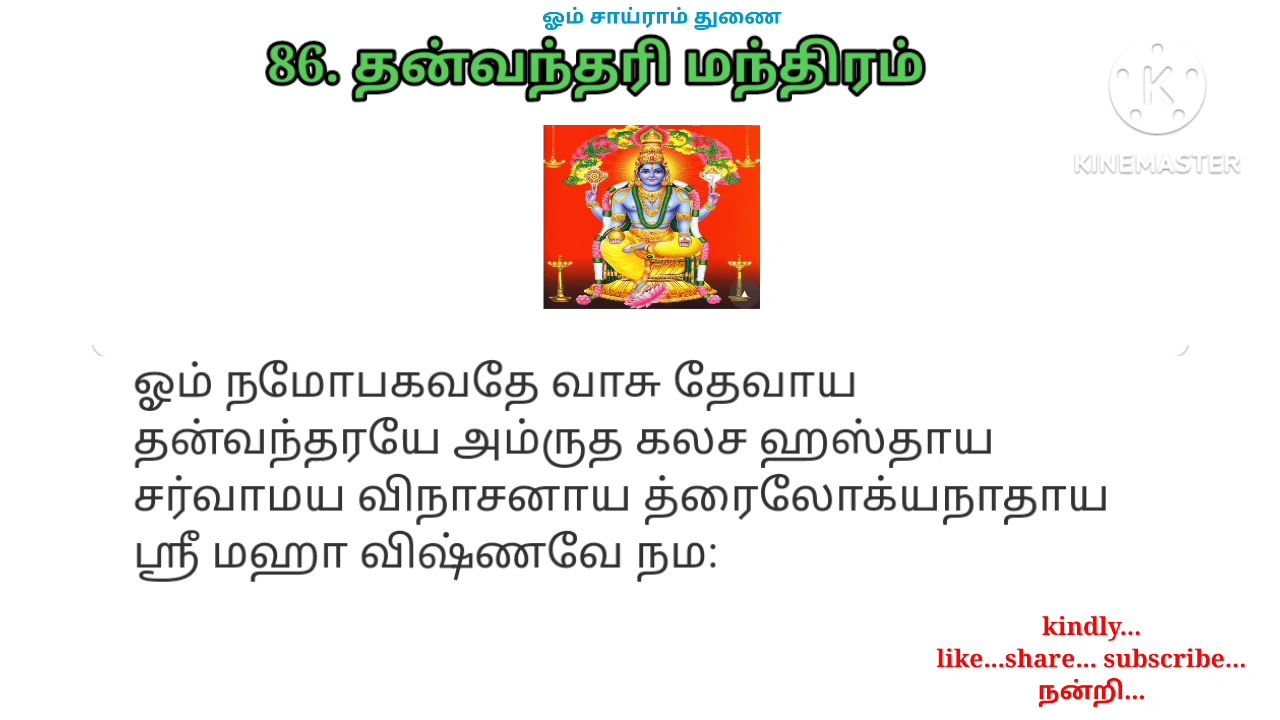 ஓம் சாய்ராம் துணை
86. தன்வந்தரி மந்திரம்
KINEMASTER
ஓம் நமோபகவதே வாசு தேவாய
தன்வந்தரயே அம்ருத கலச ஹஸ்தாய
சர்வாமய விநாசனாய த்ரைலோக்யநாதாய
ஸ்ரீ மஹா விஷ்ணவே நம:
kindly...
like...share... subscribe...
நன்றி...